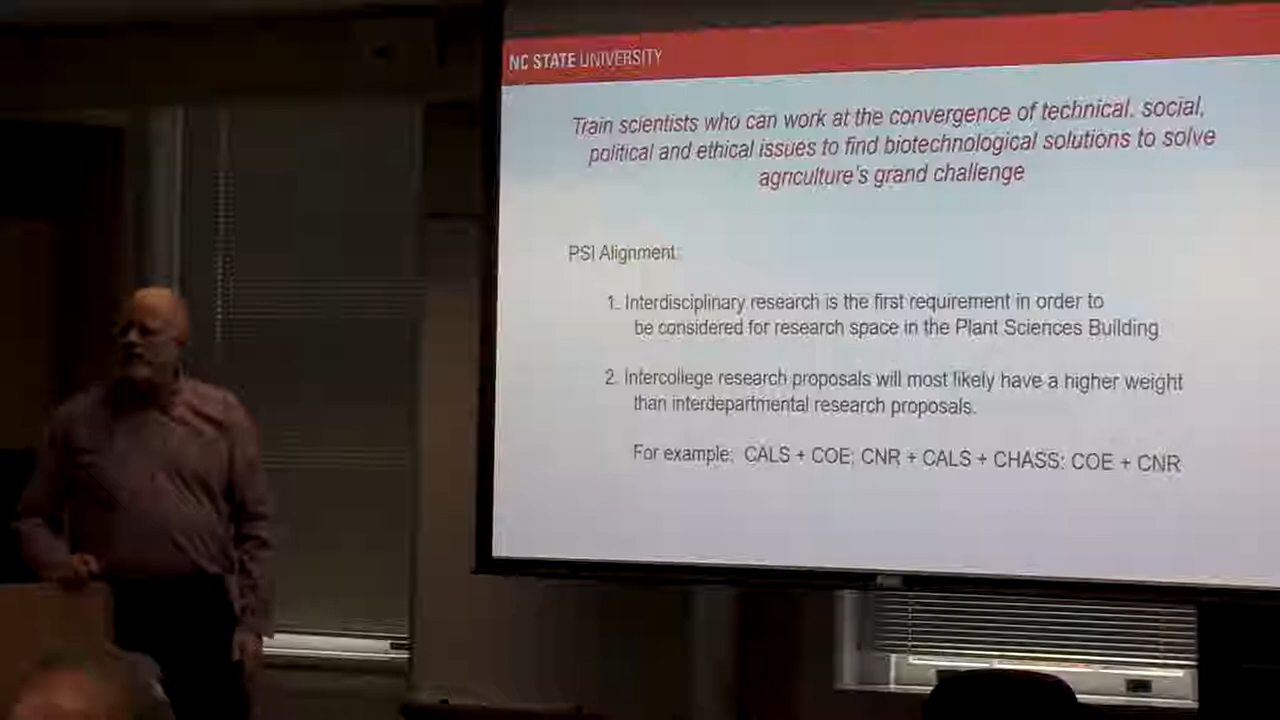 NC STATE UNIVERSITY
Train scientists who can work at the convergence of technical, social,
political and ethical issues to find biotechnological solutions to solve
agriculture's grand challenge
PSI Alignment:
1. Interdisciplinary research is the first requirement in order to
be considered for research space in the Plant Sciences Building
2. Intercollege research proposals will most likely have a higher weight
than interdepartmental research proposals.
For example: CALS + COE; CNR + CALS + CHASS; COE + CNR